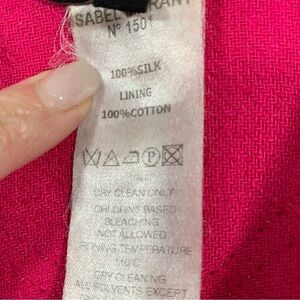 ISABEL MARANT
N° 1501
100%SILK
LINING
100%COTTON
DRY CLEAN ONLY
CHLORINE BASED
BLEACHING
NOT ALLOWED
IRONING TEMPERATURE
110°C
DRY CLEANING
ALL SOLVENTS EXCEPT